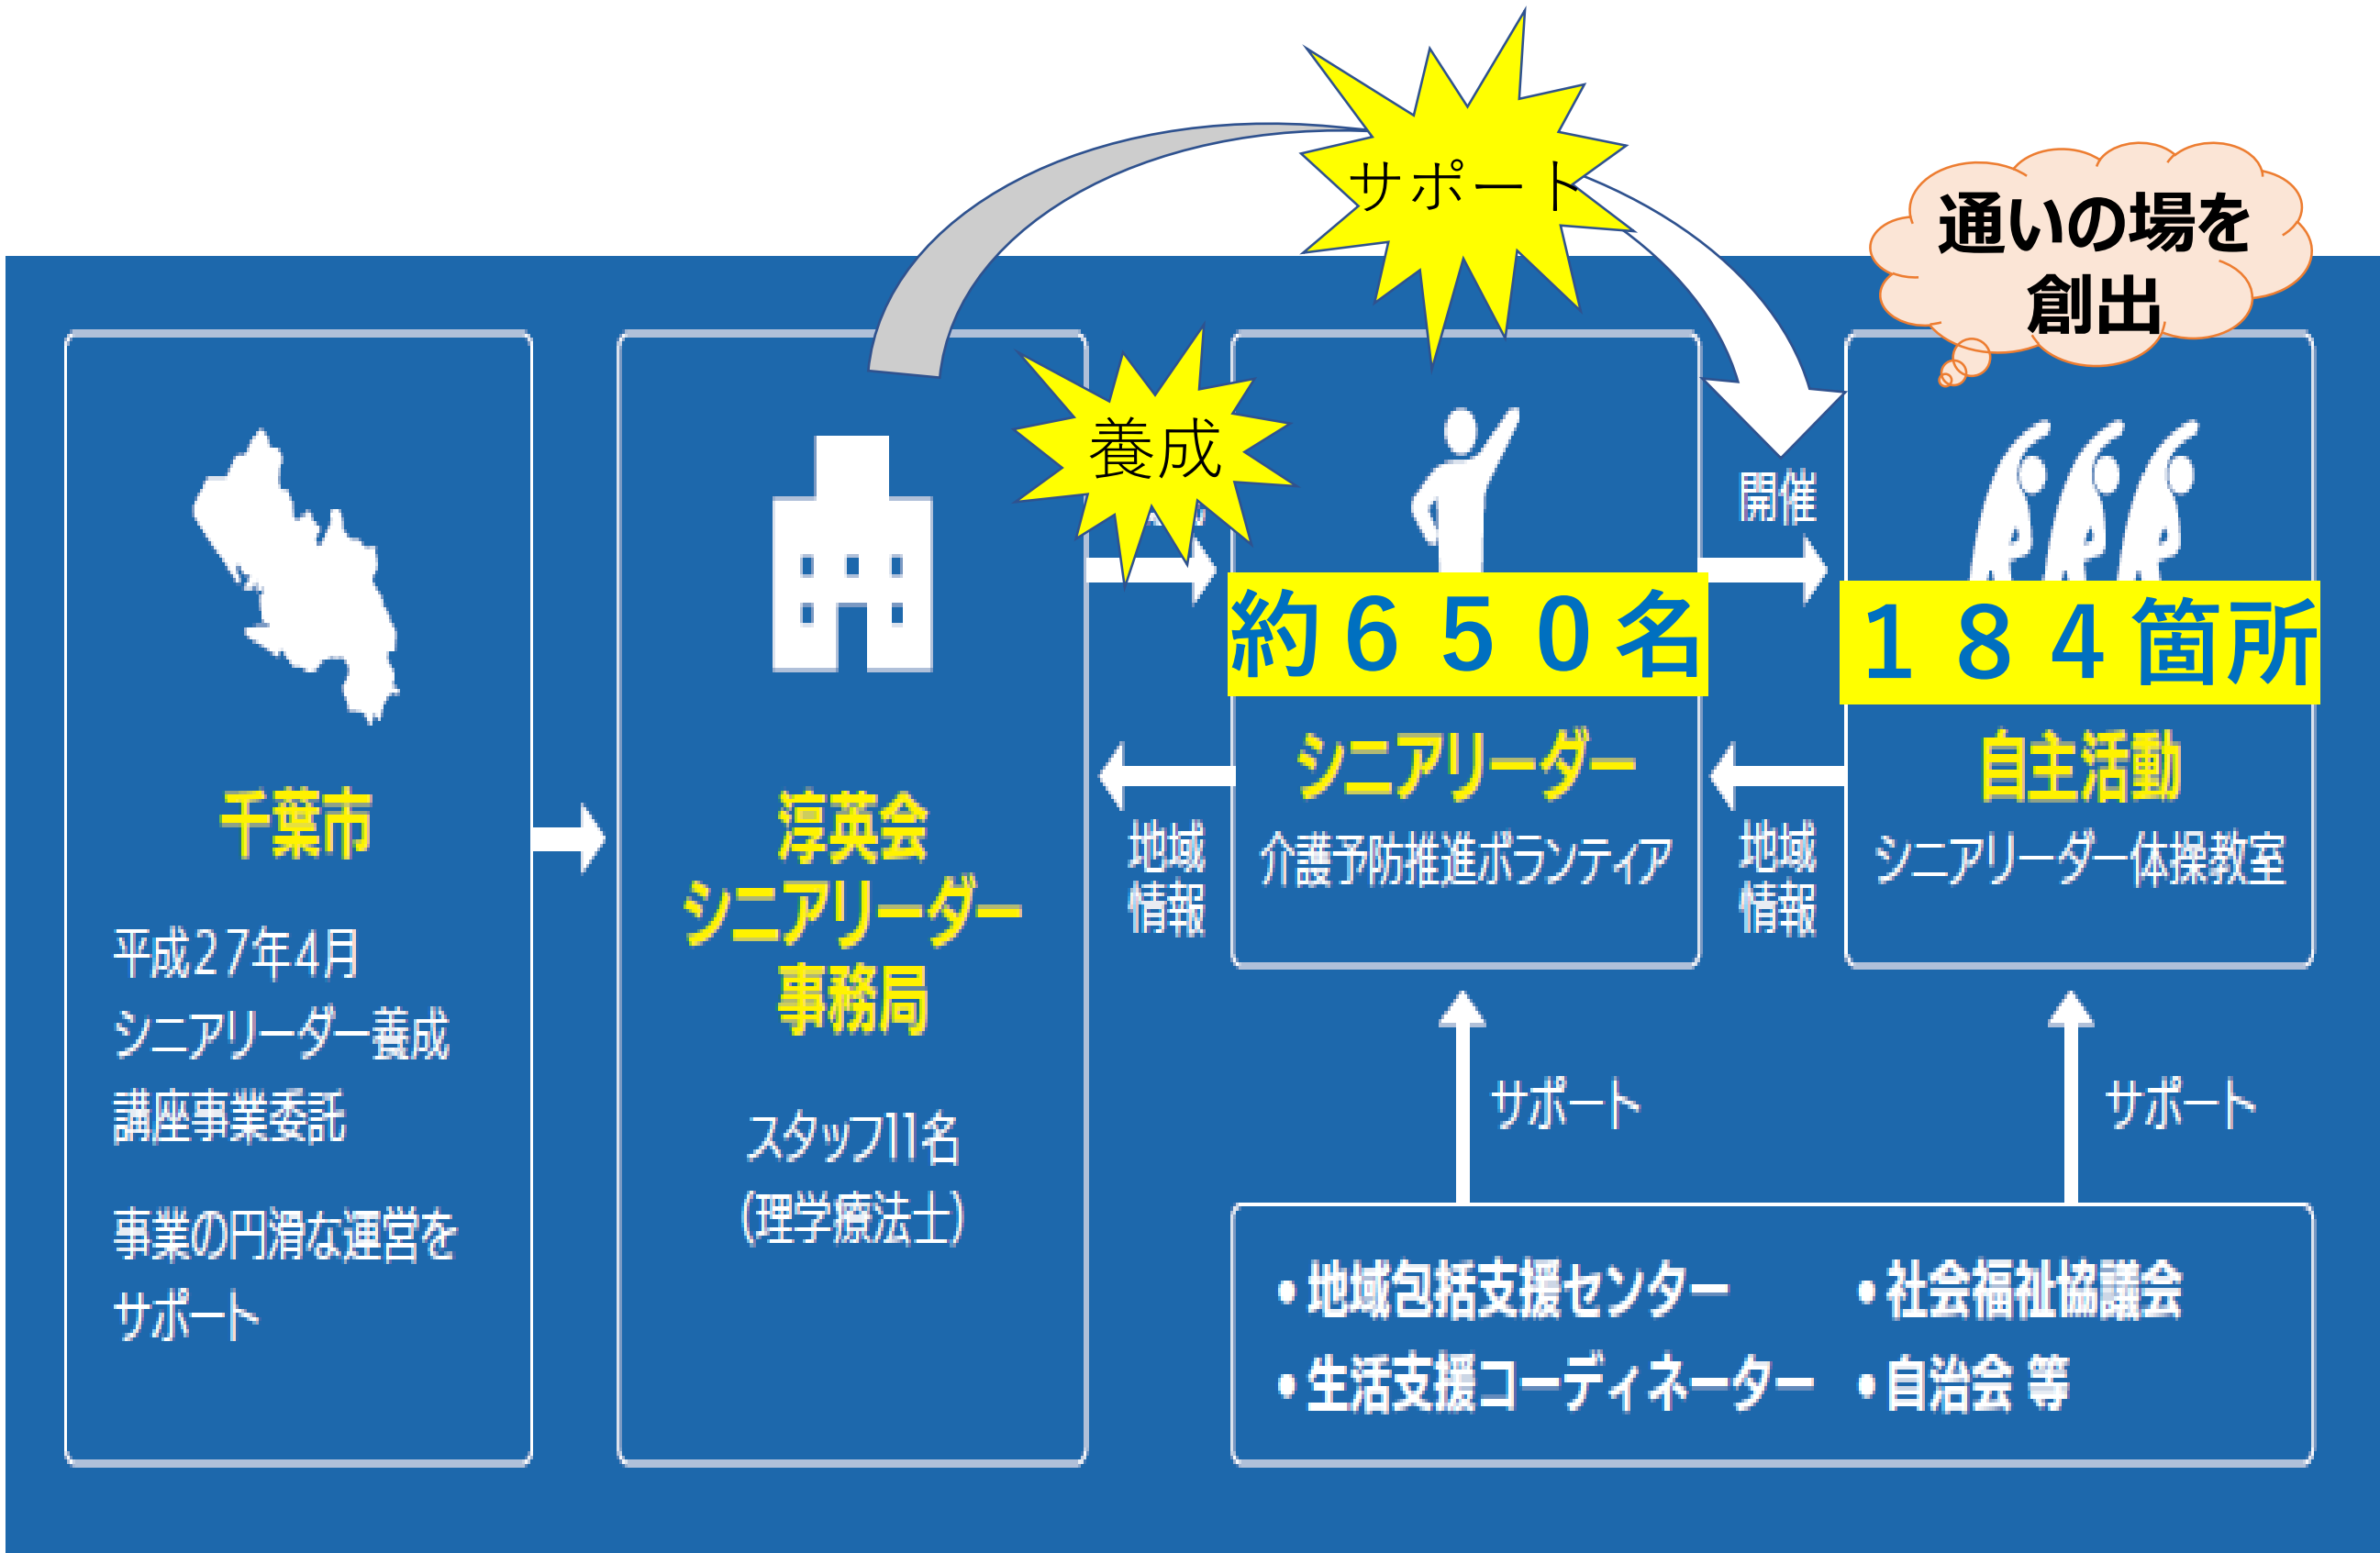 サポート
通いの場を
創出
養成
開催
約６５０名
１８４箇所
千葉市
平成27年4月
シニアリーダー養成
講座事業委託
事業の円滑な運営を
サポート
淳英会
シニアリーダー
事務局
スタッフ11名
(理学療法士)
地域
情報
シニアリーダー
介護予防推進ボランティア
地域
情報
自主活動
シニアリーダー体操教室
サポート
サポート
• 地域包括支援センター
• 社会福祉協議会
• 生活支援コーディネーター
• 自治会 等